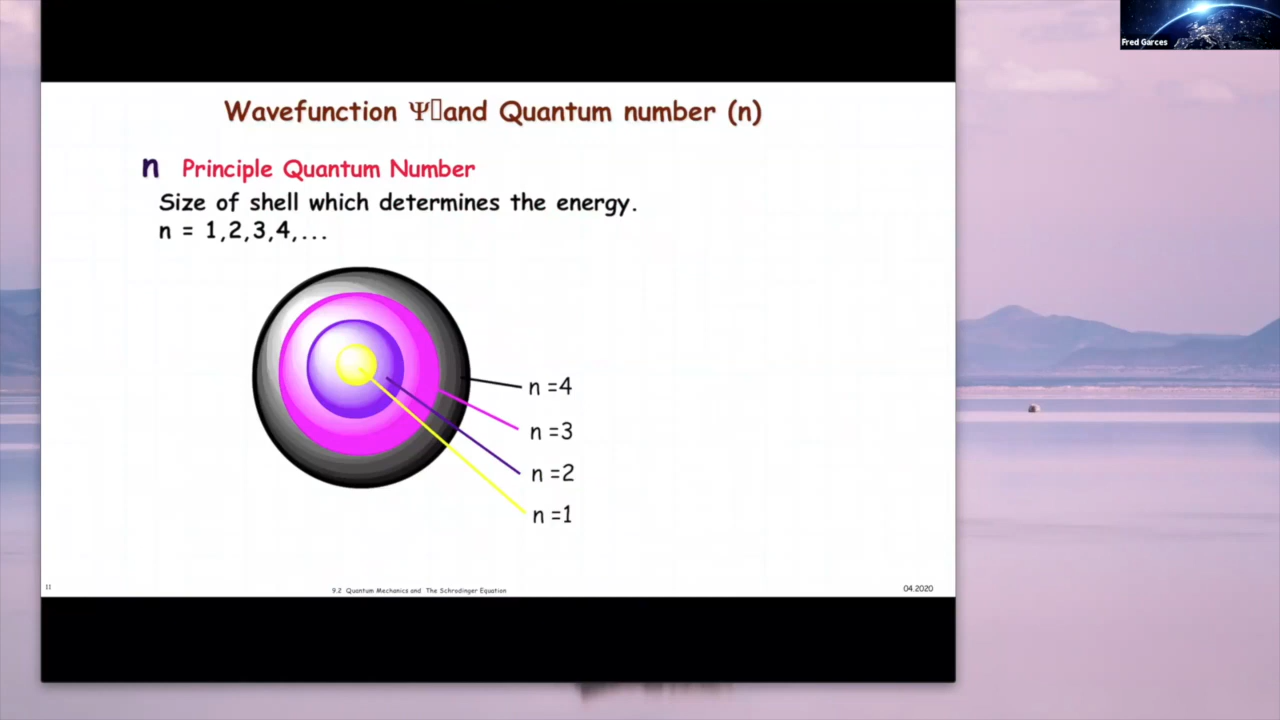 Fred Garces
Wavefunction Ψ▯and Quantum number (n)
n Principle Quantum Number
Size of shell which determines the energy.
n = 1,2,3,4,...
n =4
n =3
n =2
n =1
11
9.2 Quantum Mechanics and The Schrodinger Equation
04.2020